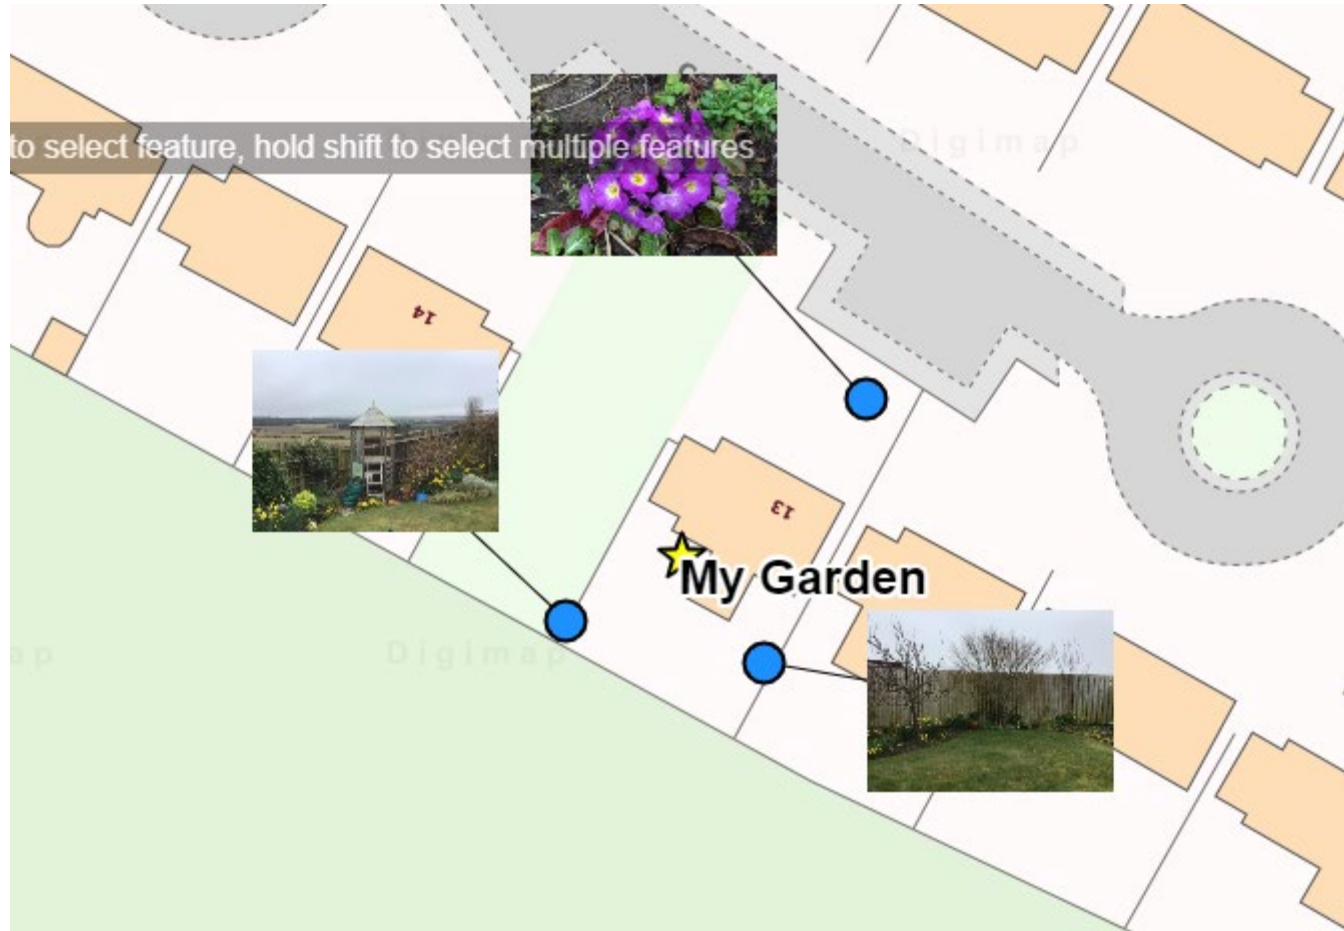 to select feature, hold shift to select multiple features
Digimap
14
13
My Garden
Digimap